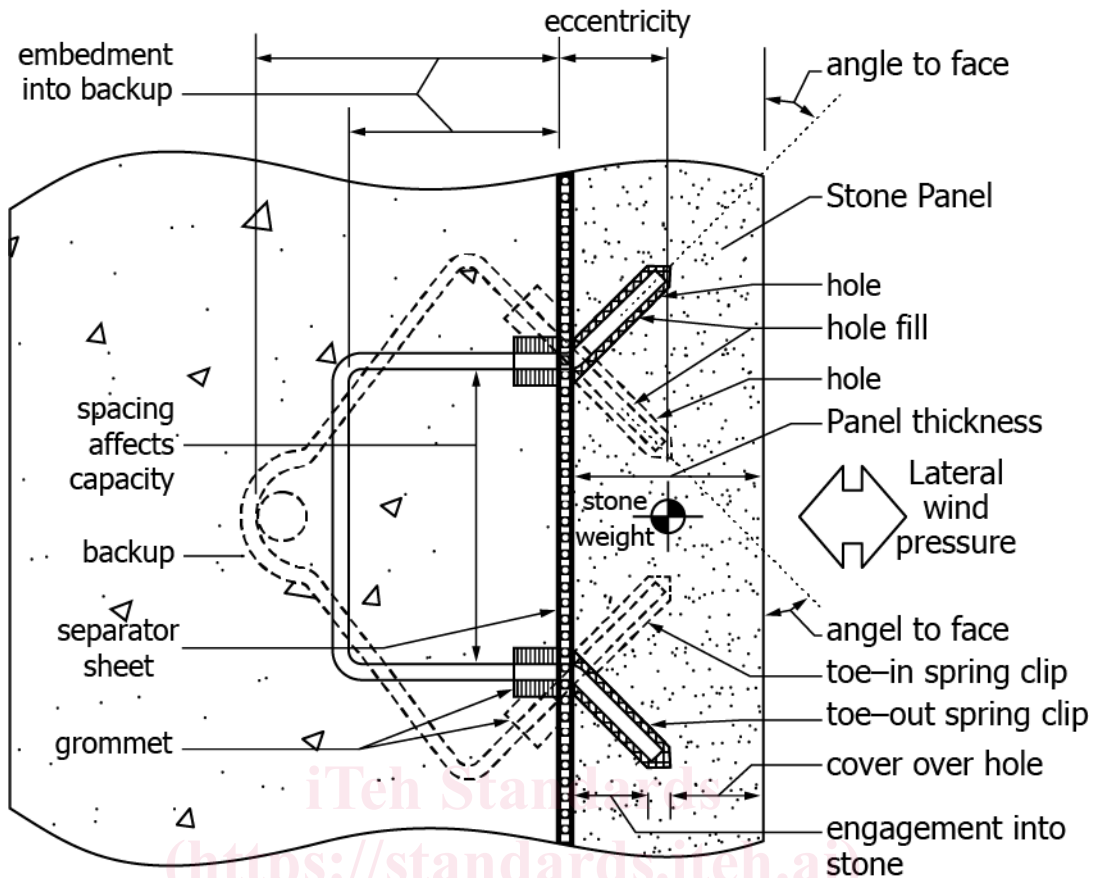 eccentricity
embedment
into backup
angle to face
Stone Panel
hole
hole fill
hole
spacing
affects
capacity
Panel thickness
stone
weight
Lateral
wind
pressure
backup
separator
sheet
angel to face
toe–in spring clip
toe–out spring clip
grommet
cover over hole
engagement into
stone
iTeh Standards
(https://standards.iteh.ai)